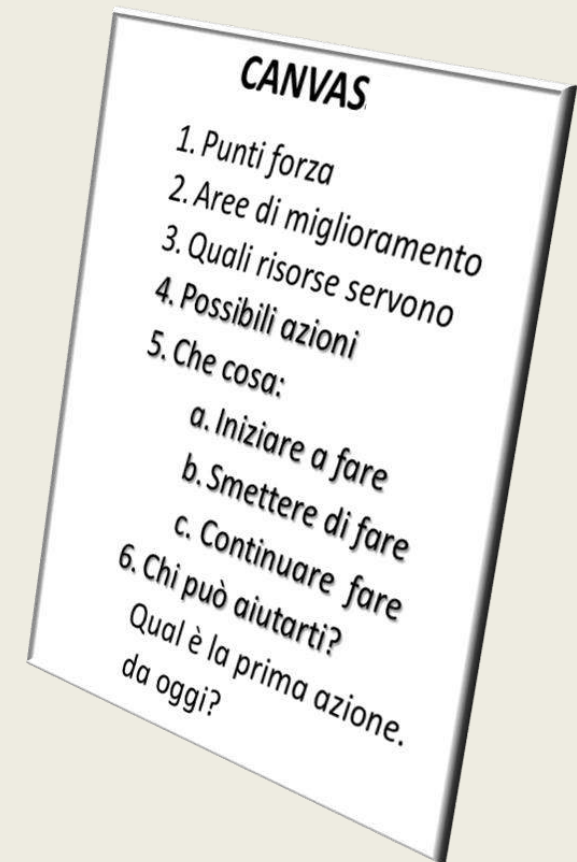 CANVAS
1. Punti forza
2. Aree di miglioramento
3. Quali risorse servono
4. Possibili azioni
5. Che cosa:
a. Iniziare a fare
b. Smettere di fare
c. Continuare fare
6. Chi può aiutarti?
Qual è la prima azione.
da oggi?